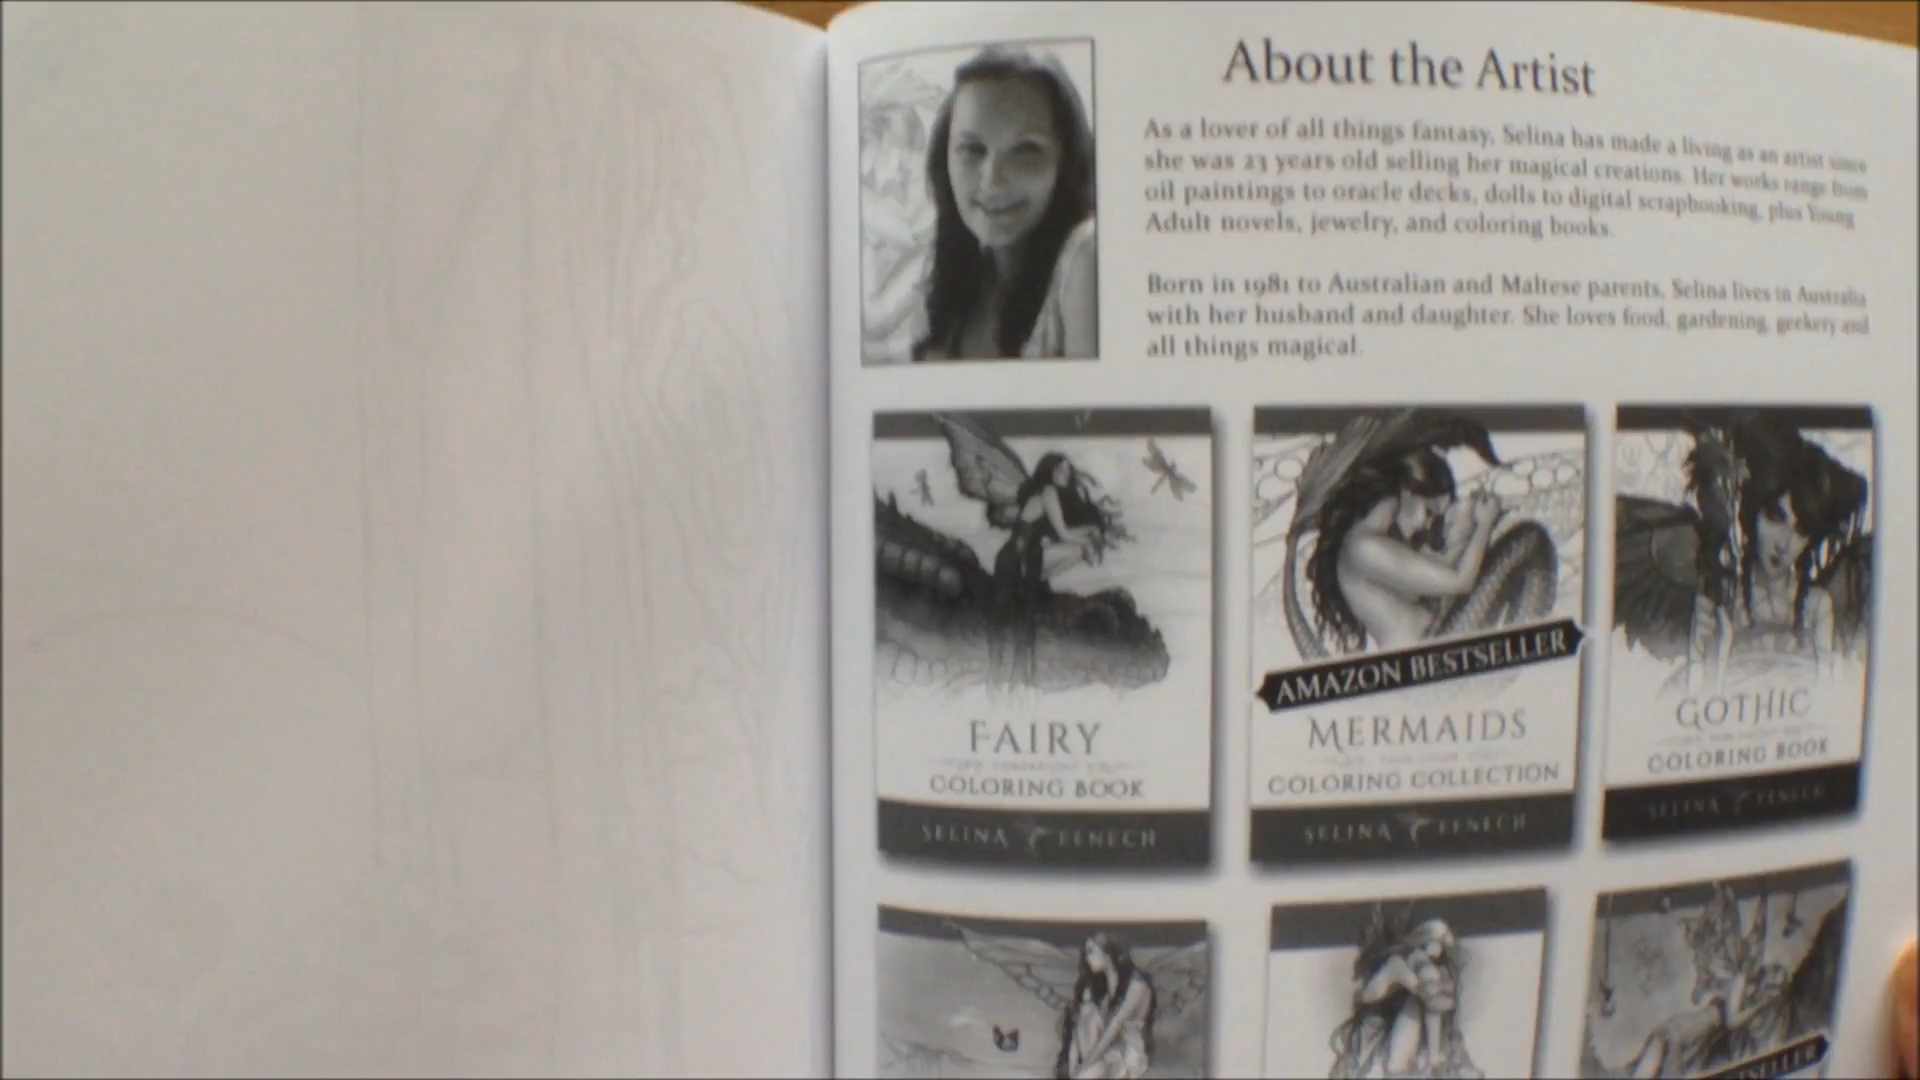 About the Artist
As a lover of all things fantasy, Selina has made a living as an artist since
she was 23 years old selling her magical creations. Her works range from
oil paintings to oracle decks, dolls to digital scrapbooking, plus Young
Adult novels, jewelry, and coloring books.
Born in 1981 to Australian and Maltese parents, Selina lives in Australia
with her husband and daughter. She loves food, gardening, geekery and
all things magical.
FAIRY
COLORING BOOK
SELINA FENECH
AMAZON BESTSELLER
MERMAIDS
COLORING COLLECTION
SELINA FENECH
GOTHIC
COLORING BOOK
SELINA FENECH